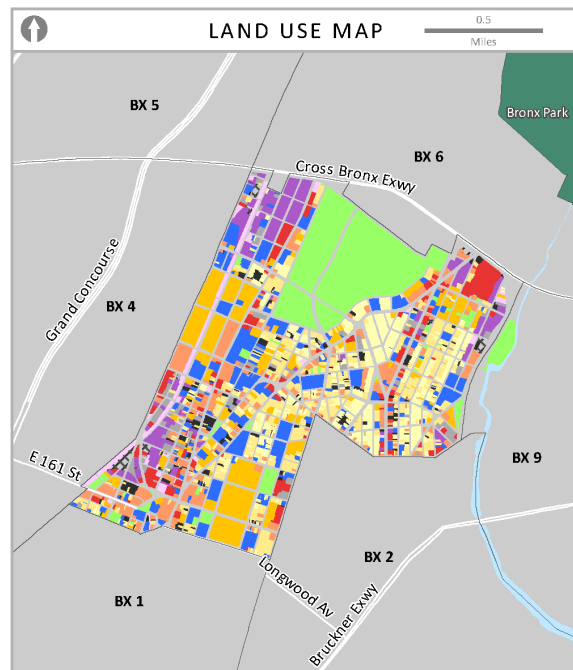 LAND USE MAP
0.5
Miles
BX 5
Bronx Park
BX 6
Cross Bronx Exwy
Grand Concourse
BX 4
E 161 St
BX 9
BX 2
Longwood Av
Bruckner Exwy
BX 1